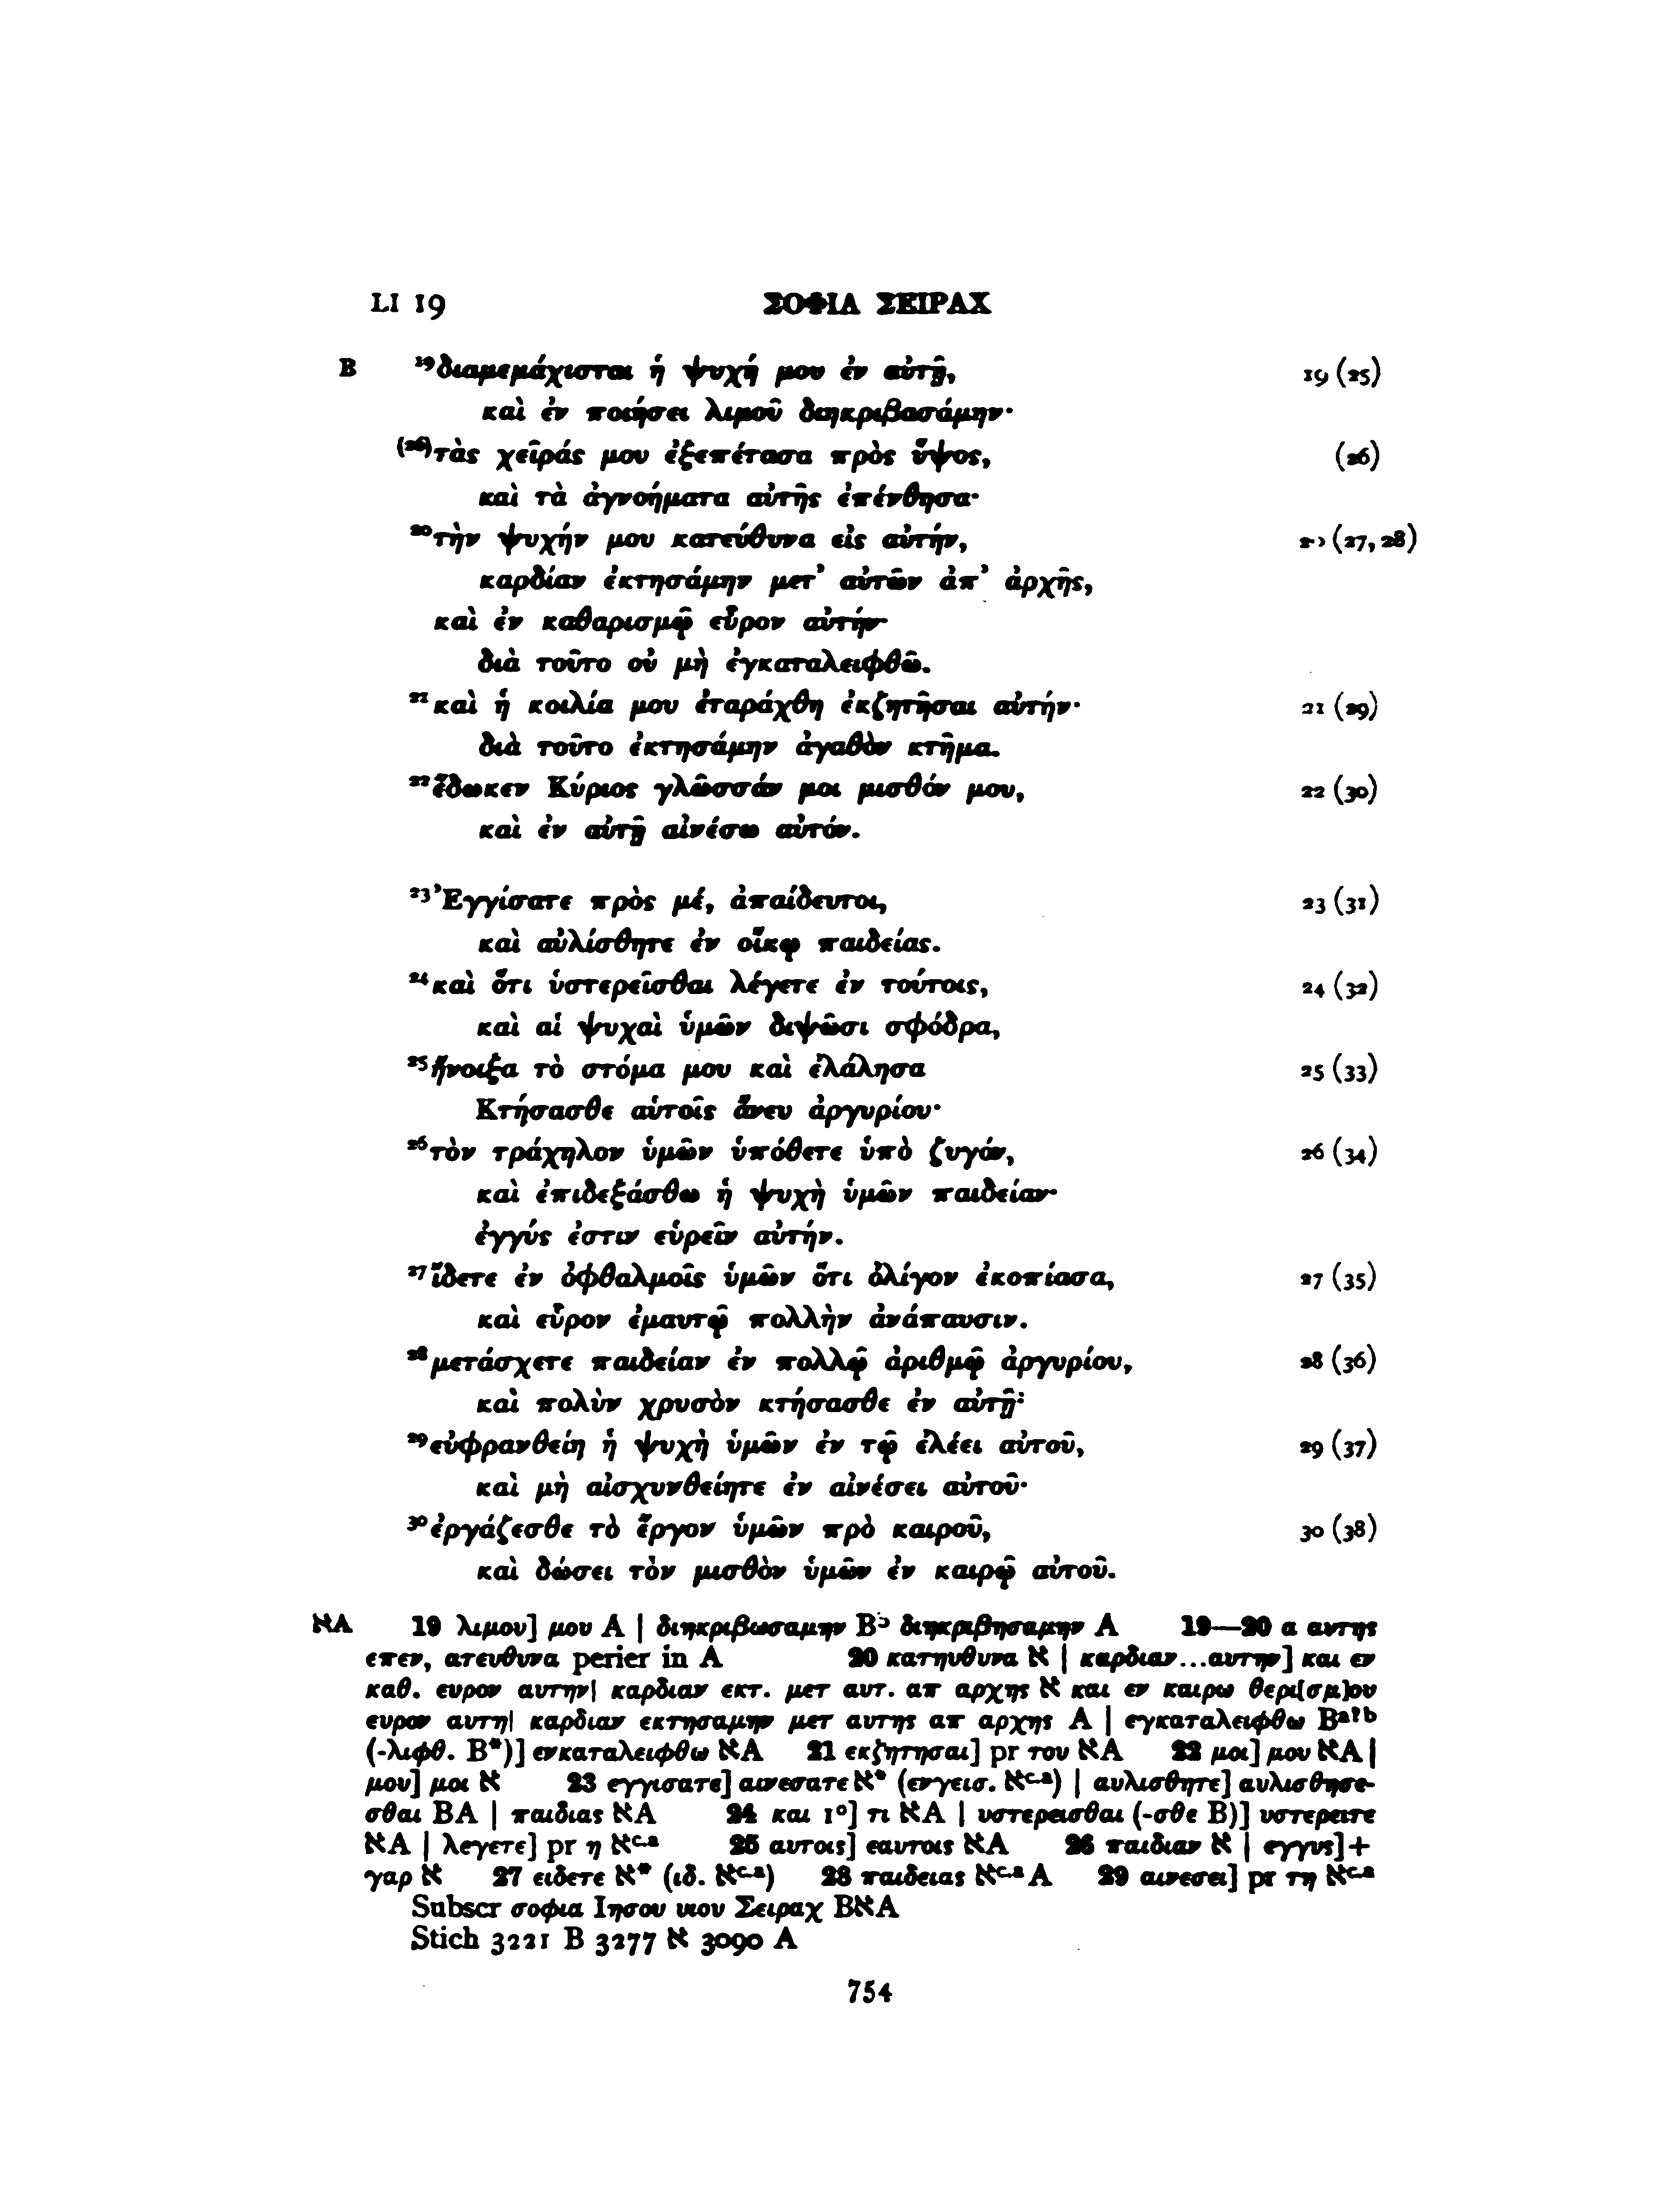 LI 19 ΣΟΦΙΑ ΣΕΙΡΑΧ
B ¹⁹διαμεμάχισται ἡ ψυχή μου ἐν αὐτῇ, 19 (25)
καὶ ἐν ποιήσει λιμοῦ διηκριβασάμην·
(26)τὰς χεῖράς μου ἐξεπέτασα πρὸς ὕψος, (26)
καὶ τὰ ἀγνοήματα αὐτῆς ἐπένθησα·
²⁰τὴν ψυχήν μου κατεύθυνα εἰς αὐτήν, 20 (27, 28)
καρδίαν ἐκτησάμην μετ᾽ αὐτῶν ἀπ᾽ ἀρχῆς,
καὶ ἐν καθαρισμῷ εὗρον αὐτήν·
διὰ τοῦτο οὐ μὴ ἐγκαταλειφθῶ.
²¹καὶ ἡ κοιλία μου ἐταράχθη ἐκζητῆσαι αὐτήν· 21 (29)
διὰ τοῦτο ἐκτησάμην ἀγαθὸν κτῆμα.
²²ἔδωκεν Κύριος γλῶσσάν μοι μισθόν μου, 22 (30)
καὶ ἐν αὐτῇ αἰνέσω αὐτόν.
²³Ἐγγίσατε πρὸς μέ, ἀπαίδευτοι, 23 (31)
καὶ αὐλίσθητε ἐν οἴκῳ παιδείας.
²⁴καὶ ὅτι ὑστερεῖσθαι λέγετε ἐν τούτοις, 24 (32)
καὶ αἱ ψυχαὶ ὑμῶν διψῶσι σφόδρα,
²⁵ἤνοιξα τὸ στόμα μου καὶ ἐλάλησα 25 (33)
Κτήσασθε αὑτοῖς ἄνευ ἀργυρίου·
²⁶τὸν τράχηλον ὑμῶν ὑπόθετε ὑπὸ ζυγόν, 26 (34)
καὶ ἐπιδεξάσθω ἡ ψυχὴ ὑμῶν παιδείαν·
ἐγγύς ἐστιν εὑρεῖν αὐτήν.
²⁷ἴδετε ἐν ὀφθαλμοῖς ὑμῶν ὅτι ὀλίγον ἐκοπίασα, 27 (35)
καὶ εὗρον ἐμαυτῷ πολλὴν ἀνάπαυσιν.
²⁸μετάσχετε παιδείαν ἐν πολλῷ ἀριθμῷ ἀργυρίου, 28 (36)
καὶ πολὺν χρυσὸν κτήσασθε ἐν αὐτῇ·
²⁹εὐφρανθείη ἡ ψυχὴ ὑμῶν ἐν τῷ ἐλέει αὐτοῦ, 29 (37)
καὶ μὴ αἰσχυνθείητε ἐν αἰνέσει αὐτοῦ·
³⁰ἐργάζεσθε τὸ ἔργον ὑμῶν πρὸ καιροῦ, 30 (38)
καὶ δώσει τὸν μισθὸν ὑμῶν ἐν καιρῷ αὐτοῦ.
ℵA 19 λιμου] μου A | διηκριβωσαμην Bᵇ διηκριβησαμην A 19—20 α αυτης
επεν, ατευθυνα perier in A 20 κατηυθυνα ℵ | καρδιαν...αυτην] και εν
καθ. ευρον αυτην| καρδιαν εκτ. μετ αυτ. απ αρχης ℵ και εν καιρω θερι[σμ]ου
ευρον αυτη| καρδιαν εκτησαμην μετ αυτης απ αρχης A | εγκαταλειφθω Bᵃ?ᵇ
(-λιφθ. B*)] ενκαταλειφθω ℵA 21 εκζητησαι] pr του ℵA 22 μοι] μου ℵA |
μου] μοι ℵ 23 εγγισατε] αινεσατε ℵ* (ενγεισ. ℵᶜ·ᵃ) | αυλισθητε] αυλισθησε-
σθαι BA | παιδιας ℵA 24 και 1°] τι ℵA | υστερεισθαι (-σθε B)] υστερειτε
ℵA | λεγετε] pr η ℵᶜ·ᵃ 25 αυτοις] εαυτοις ℵA 26 παιδιαν ℵ | εγγυς]+
γαρ ℵ 27 ειδετε ℵ* (ιδ. ℵᶜ·ᵃ) 28 παιδειας ℵᶜ·ᵃ A 29 αινεσει] pr τη ℵᶜ·ᵃ
Subscr σοφια Ιησου υιου Σειραχ BℵA
Stich 3221 B 3277 ℵ 3090 A
754